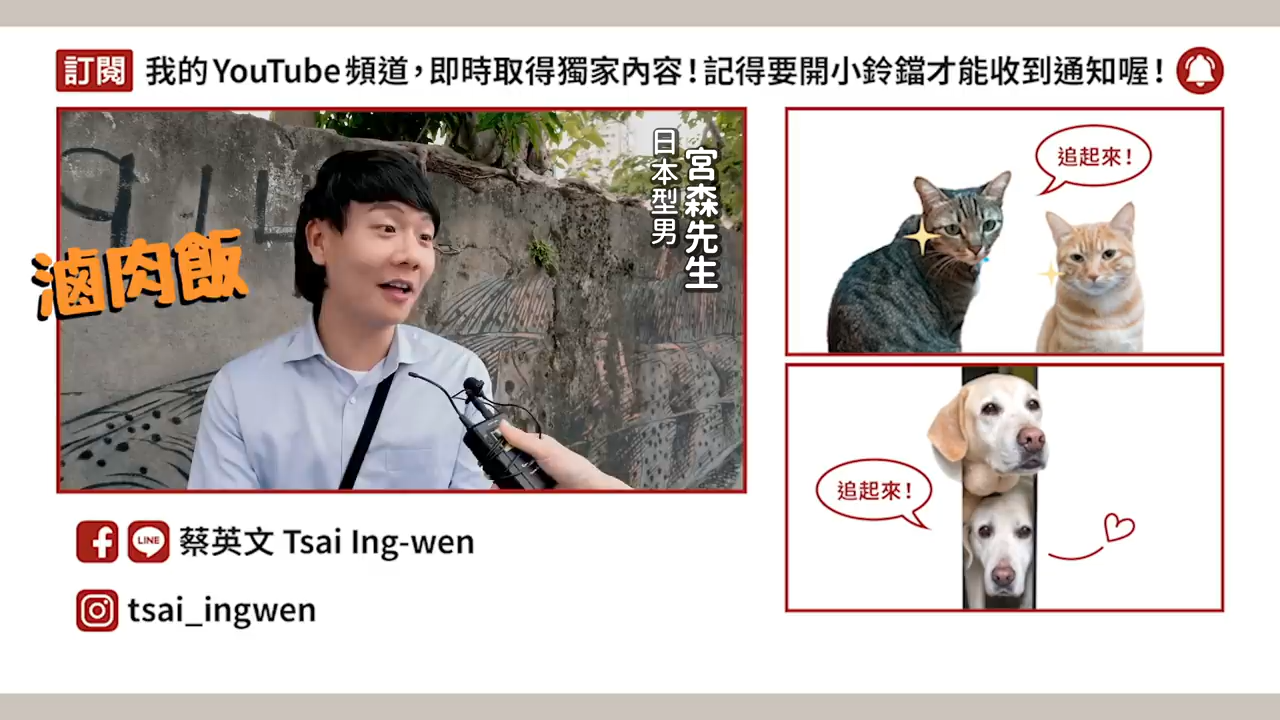 訂閱 我的YouTube頻道,即時取得獨家內容!記得要開小鈴鐺才能收到通知喔!
914
滷肉飯
日本型男
宮森先生
追起來!
追起來!
LINE 蔡英文 Tsai Ing-wen
tsai_ingwen